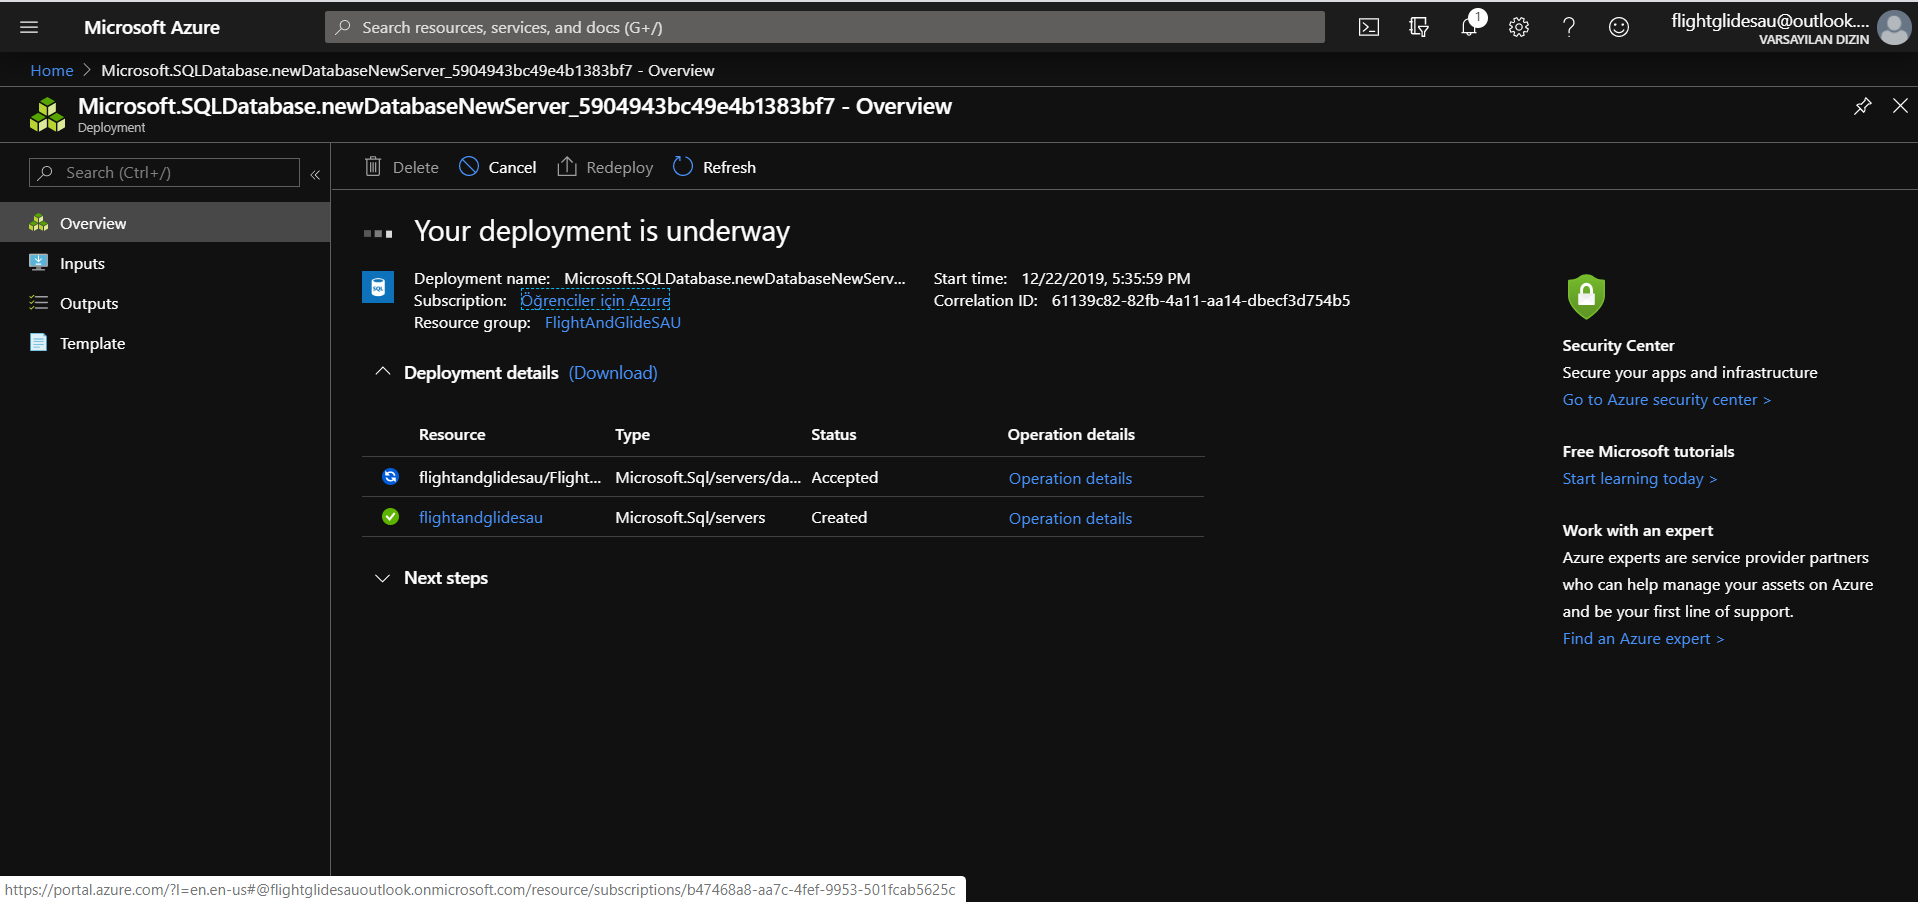 Microsoft Azure
Search resources, services, and docs (G+/)
1
flightglidesau@outlook....
VARSAYILAN DIZIN
Home > Microsoft.SQLDatabase.newDatabaseNewServer_5904943bc49e4b1383bf7 - Overview
Microsoft.SQLDatabase.newDatabaseNewServer_5904943bc49e4b1383bf7 - Overview
Deployment
Search (Ctrl+/)
«
Overview
Inputs
Outputs
Template
Delete Cancel Redeploy Refresh
Your deployment is underway
SQL
Deployment name: Microsoft.SQLDatabase.newDatabaseNewServ...
Subscription: Öğrenciler için Azure
Resource group: FlightAndGlideSAU
Start time: 12/22/2019, 5:35:59 PM
Correlation ID: 61139c82-82fb-4a11-aa14-dbecf3d754b5
Deployment details (Download)
Resource Type Status Operation details
flightandglidesau/Flight... Microsoft.Sql/servers/da... Accepted Operation details
flightandglidesau Microsoft.Sql/servers Created Operation details
Next steps
Security Center
Secure your apps and infrastructure
Go to Azure security center >
Free Microsoft tutorials
Start learning today >
Work with an expert
Azure experts are service provider partners
who can help manage your assets on Azure
and be your first line of support.
Find an Azure expert >
https://portal.azure.com/?l=en.en-us#@flightglidesauoutlook.onmicrosoft.com/resource/subscriptions/b47468a8-aa7c-4fef-9953-501fcab5625c